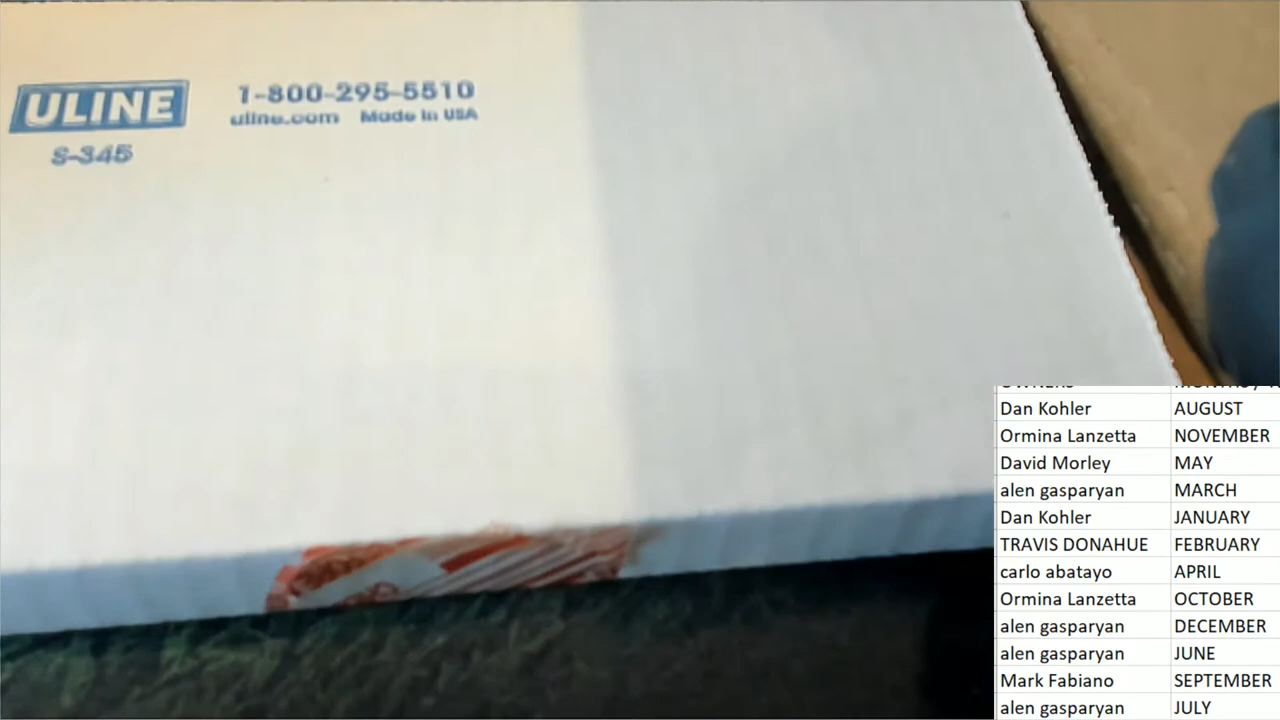 ULINE
1-800-295-5510
uline.com Made in USA
S-345
Dan Kohler AUGUST
Ormina Lanzetta NOVEMBER
David Morley MAY
alen gasparyan MARCH
Dan Kohler JANUARY
TRAVIS DONAHUE FEBRUARY
carlo abatayo APRIL
Ormina Lanzetta OCTOBER
alen gasparyan DECEMBER
alen gasparyan JUNE
Mark Fabiano SEPTEMBER
alen gasparyan JULY